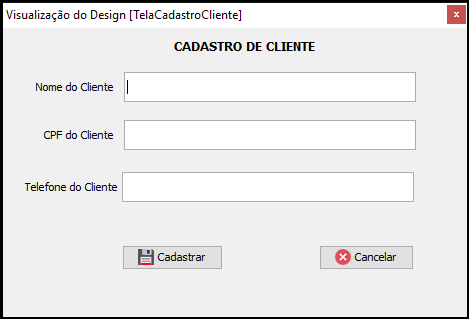 Visualização do Design [TelaCadastroCliente]
x
CADASTRO DE CLIENTE
Nome do Cliente
CPF do Cliente
Telefone do Cliente
Cadastrar
Cancelar